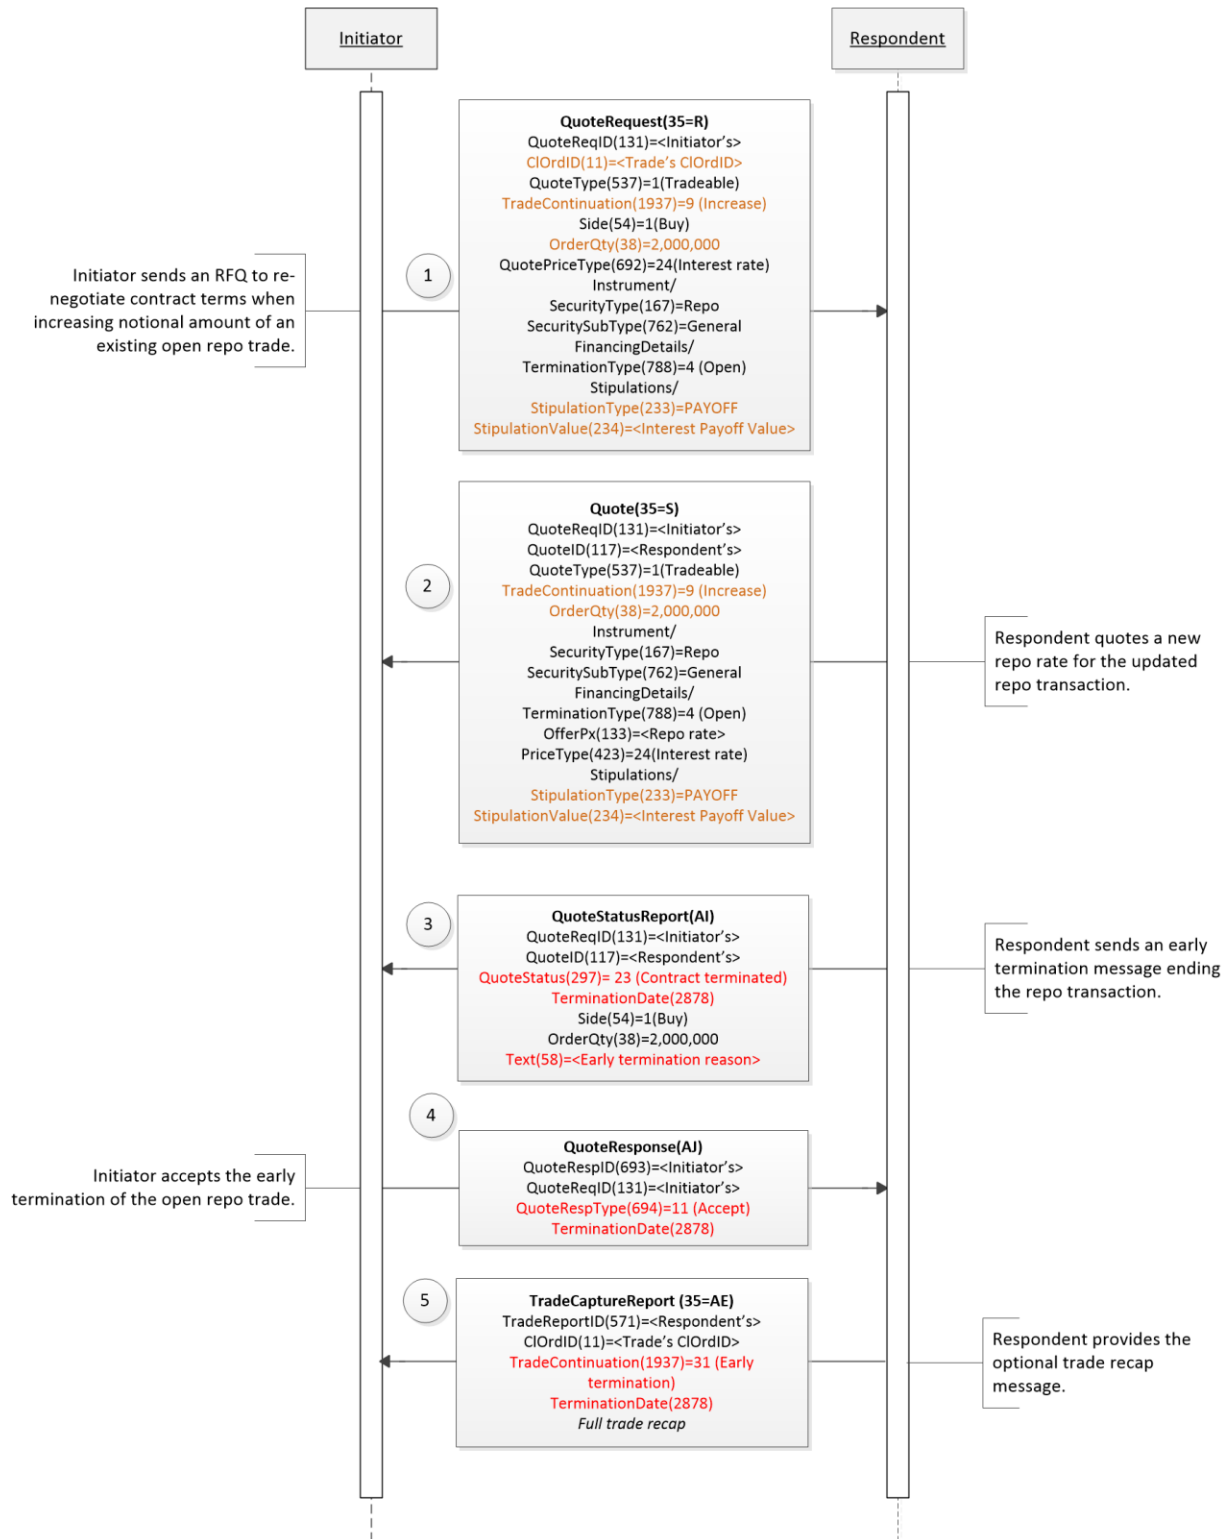 Initiator
Respondent
QuoteRequest(35=R)
QuoteReqID(131)=<Initiator's>
ClOrdID(11)=<Trade's ClOrdID>
QuoteType(537)=1(Tradeable)
TradeContinuation(1937)=9 (Increase)
Side(54)=1(Buy)
OrderQty(38)=2,000,000
QuotePriceType(692)=24(Interest rate)
Instrument/
SecurityType(167)=Repo
SecuritySubType(762)=General
FinancingDetails/
TerminationType(788)=4 (Open)
Stipulations/
StipulationType(233)=PAYOFF
StipulationValue(234)=<Interest Payoff Value>
1
Initiator sends an RFQ to re-
negotiate contract terms when
increasing notional amount of an
existing open repo trade.
Quote(35=S)
QuoteReqID(131)=<Initiator's>
QuoteID(117)=<Respondent's>
QuoteType(537)=1(Tradeable)
TradeContinuation(1937)=9 (Increase)
OrderQty(38)=2,000,000
Instrument/
SecurityType(167)=Repo
SecuritySubType(762)=General
FinancingDetails/
TerminationType(788)=4 (Open)
OfferPx(133)=<Repo rate>
PriceType(423)=24(Interest rate)
Stipulations/
StipulationType(233)=PAYOFF
StipulationValue(234)=<Interest Payoff Value>
2
Respondent quotes a new
repo rate for the updated
repo transaction.
3
QuoteStatusReport(AI)
QuoteReqID(131)=<Initiator's>
QuoteID(117)=<Respondent's>
QuoteStatus(297)= 23 (Contract terminated)
TerminationDate(2878)
Side(54)=1(Buy)
OrderQty(38)=2,000,000
Text(58)=<Early termination reason>
Respondent sends an early
termination message ending
the repo transaction.
4
QuoteResponse(AJ)
QuoteRespID(693)=<Initiator's>
QuoteReqID(131)=<Initiator's>
QuoteRespType(694)=11 (Accept)
TerminationDate(2878)
Initiator accepts the early
termination of the open repo trade.
5
TradeCaptureReport (35=AE)
TradeReportID(571)=<Respondent's>
ClOrdID(11)=<Trade's ClOrdID>
TradeContinuation(1937)=31 (Early
termination)
TerminationDate(2878)
Full trade recap
Respondent provides the
optional trade recap
message.